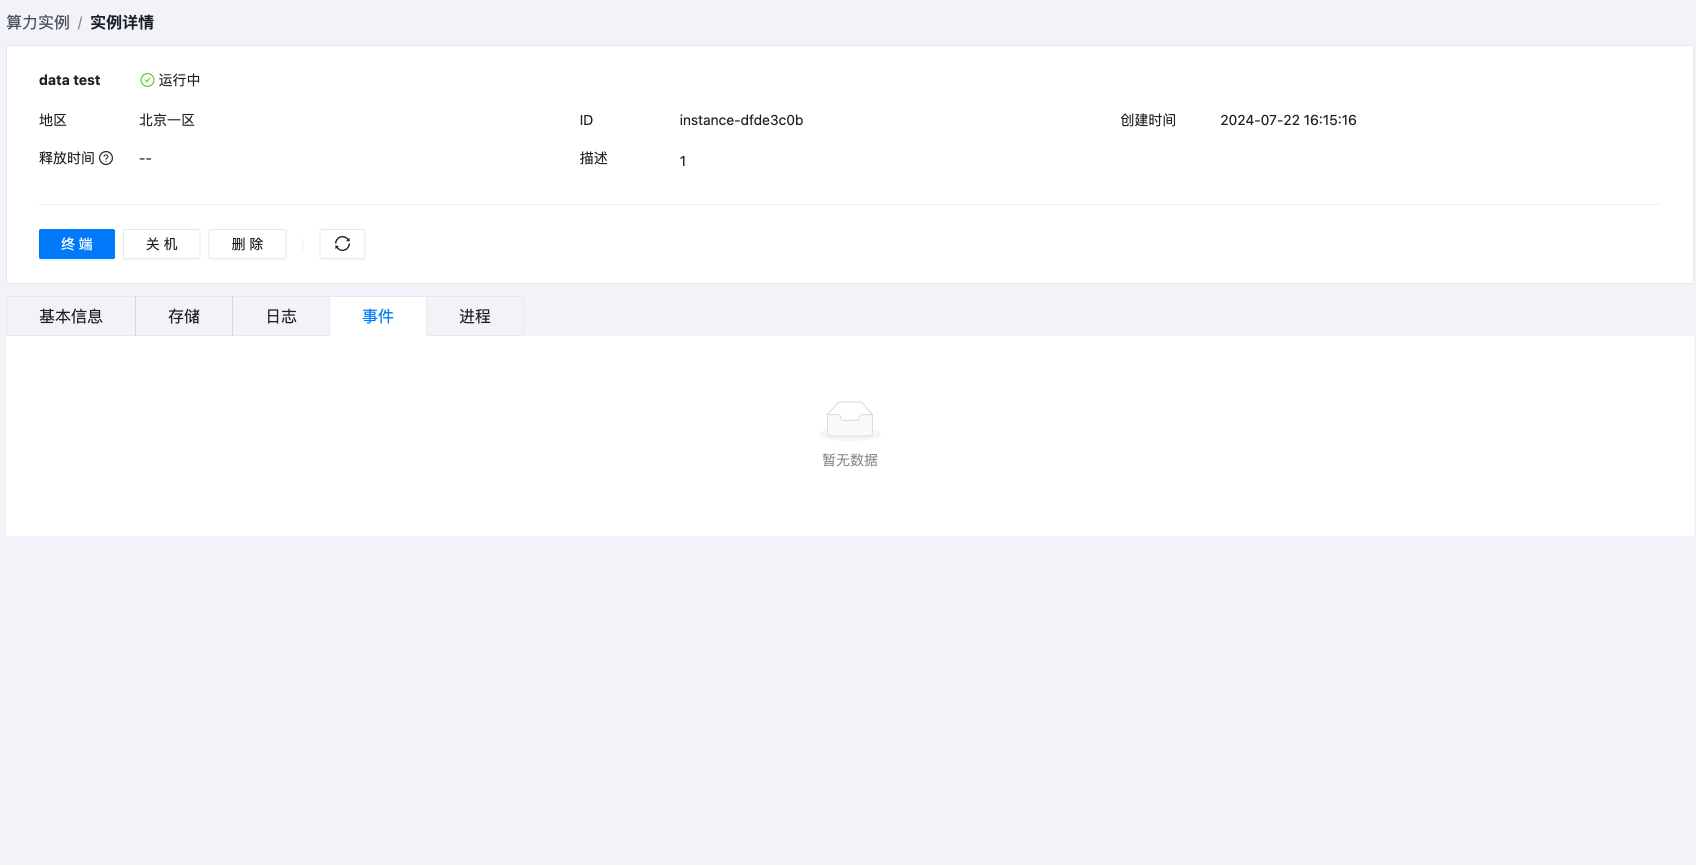 算力实例 / 实例详情
data test 运行中
地区 北京一区 ID instance-dfde3c0b 创建时间 2024-07-22 16:15:16
释放时间 -- 描述 1
终端 关机 删除
基本信息 存储 日志 事件 进程
暂无数据